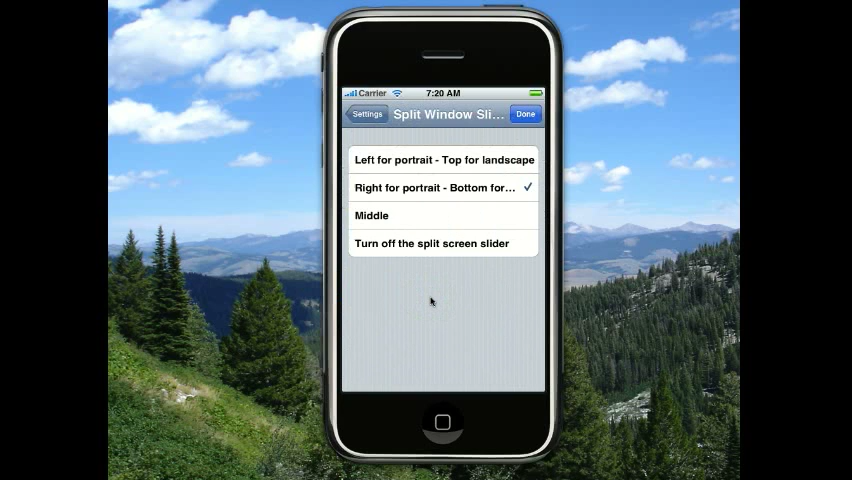 Carrier 7:20 AM
Settings Split Window Sli... Done
Left for portrait - Top for landscape
Right for portrait - Bottom for...
Middle
Turn off the split screen slider